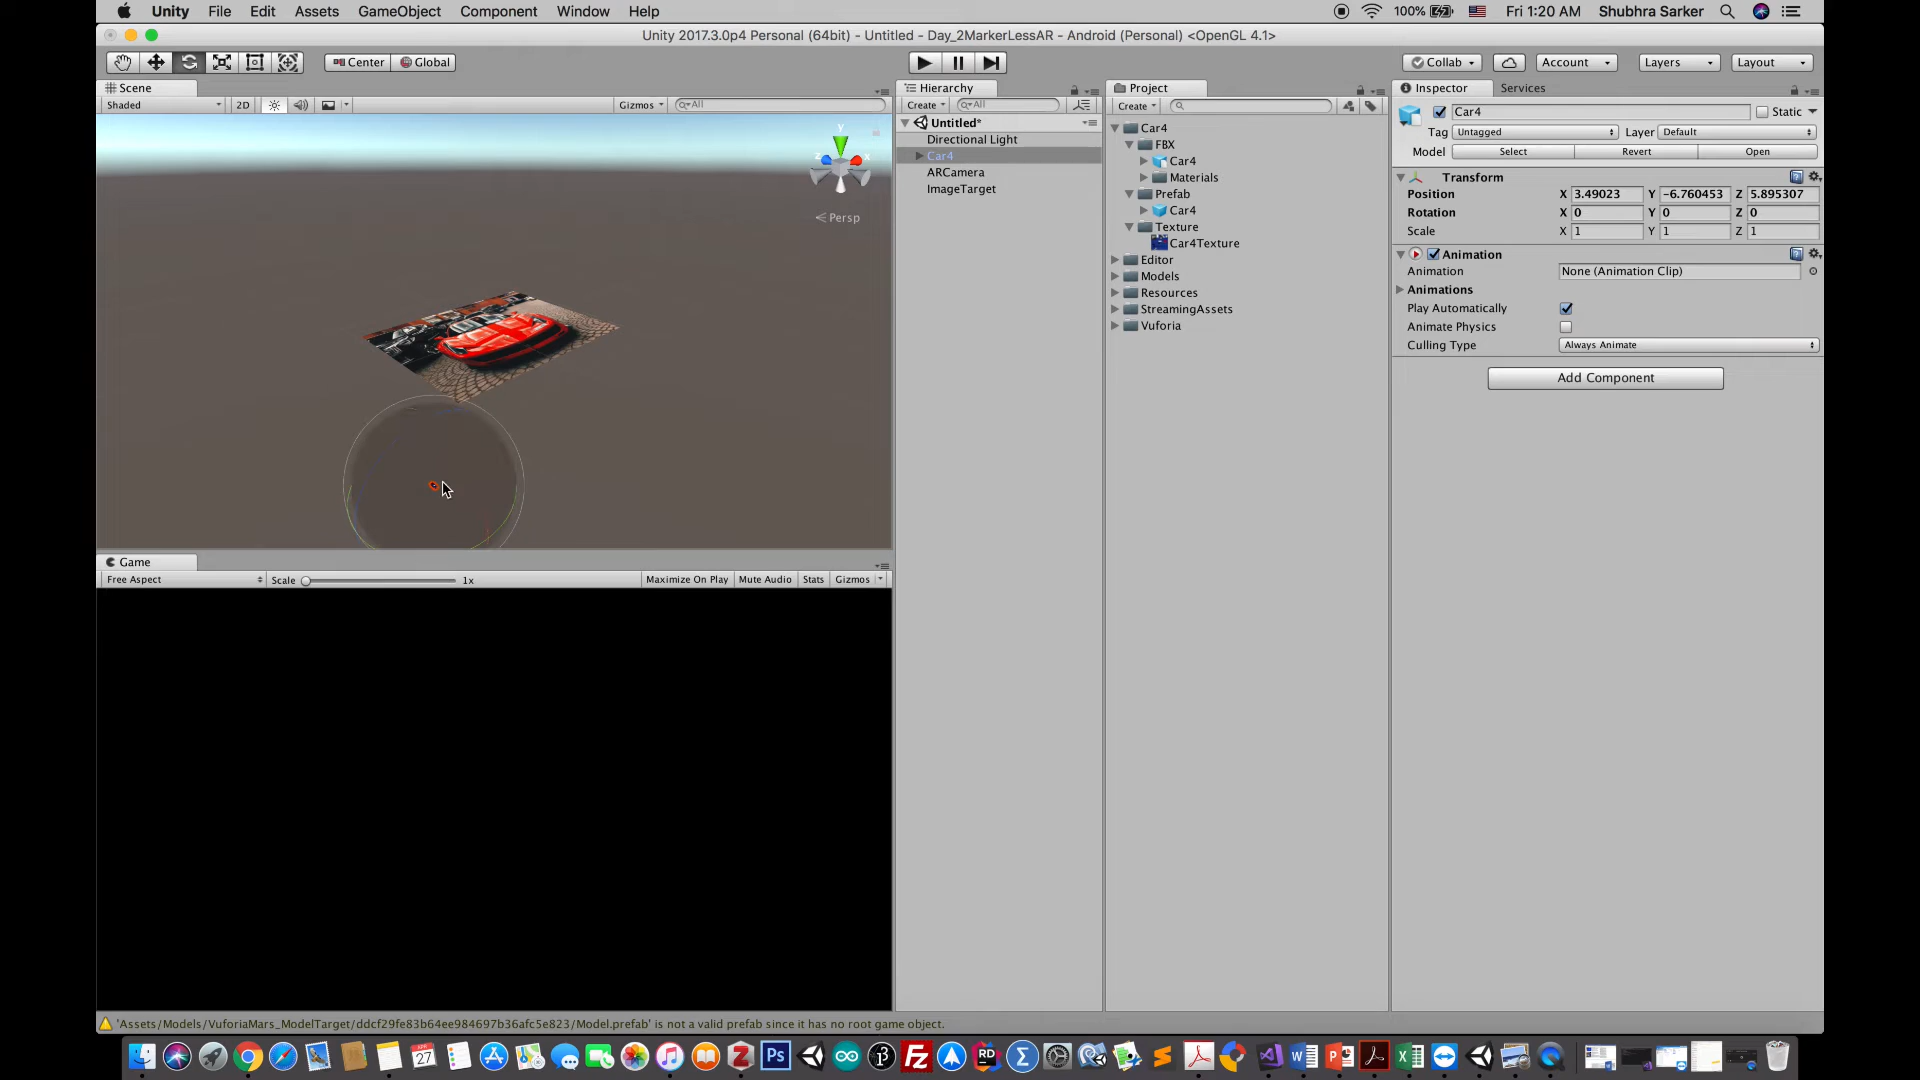 Unity File Edit Assets GameObject Component Window Help 100% Fri 1:20 AM Shubhra Sarker
Unity 2017.3.0p4 Personal (64bit) - Untitled - Day_2MarkerLessAR - Android (Personal) <OpenGL 4.1>
Center Global Collab Account Layers Layout
Scene
Shaded 2D Gizmos All
y
z x
Persp
Game
Free Aspect Scale 1x Maximize On Play Mute Audio Stats Gizmos
Hierarchy
Create All
Untitled*
Directional Light
Car4
ARCamera
ImageTarget
Project
Create
Car4
FBX
Car4
Materials
Prefab
Car4
Texture
Car4Texture
Editor
Models
Resources
StreamingAssets
Vuforia
Inspector Services
Car4 Static
Tag Untagged Layer Default
Model Select Revert Open
Transform
Position X 3.49023 Y -6.760453 Z 5.895307
Rotation X 0 Y 0 Z 0
Scale X 1 Y 1 Z 1
Animation
Animation None (Animation Clip)
Animations
Play Automatically
Animate Physics
Culling Type Always Animate
Add Component
'Assets/Models/VuforiaMars_ModelTarget/ddcf29fe83b64ee984697b36afc5e823/Model.prefab' is not a valid prefab since it has no root game object.
APR 27 Z Ps Fz RD Σ S W P X